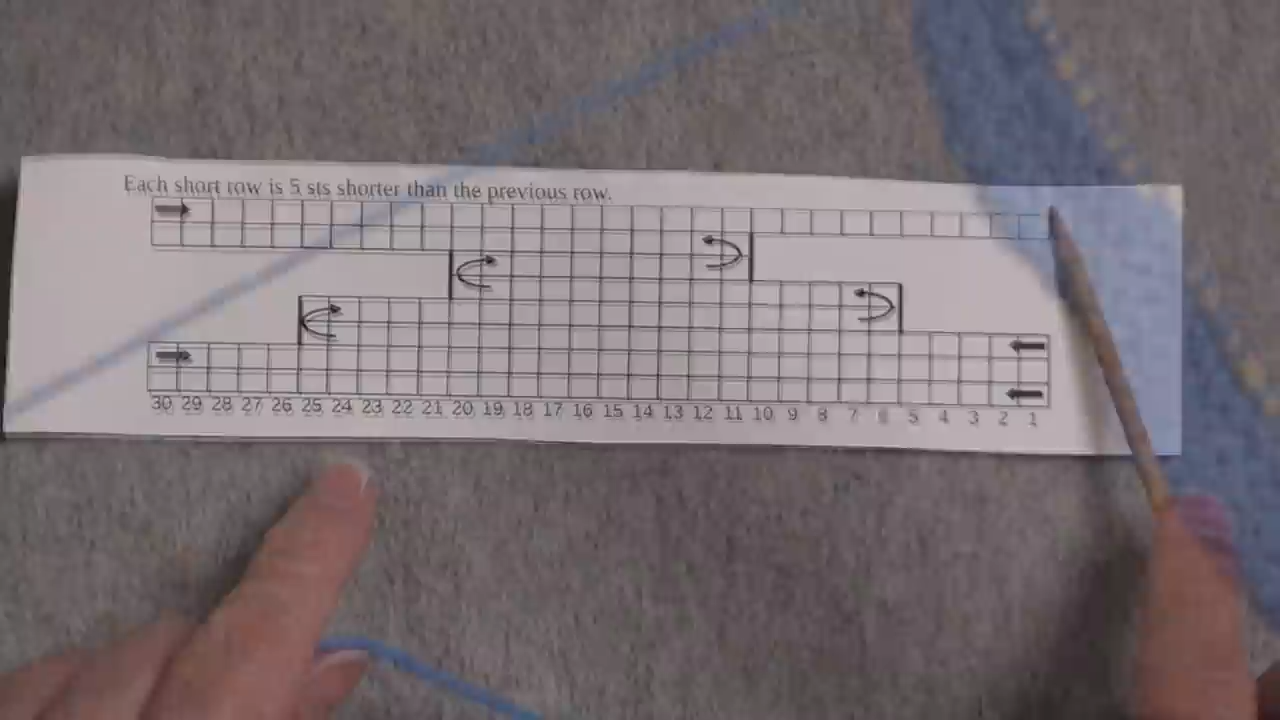 Each short row is 5 sts shorter than the previous row.
30 29 28 27 26 25 24 23 22 21 20 19 18 17 16 15 14 13 12 11 10 9 8 7 6 5 4 3 2 1